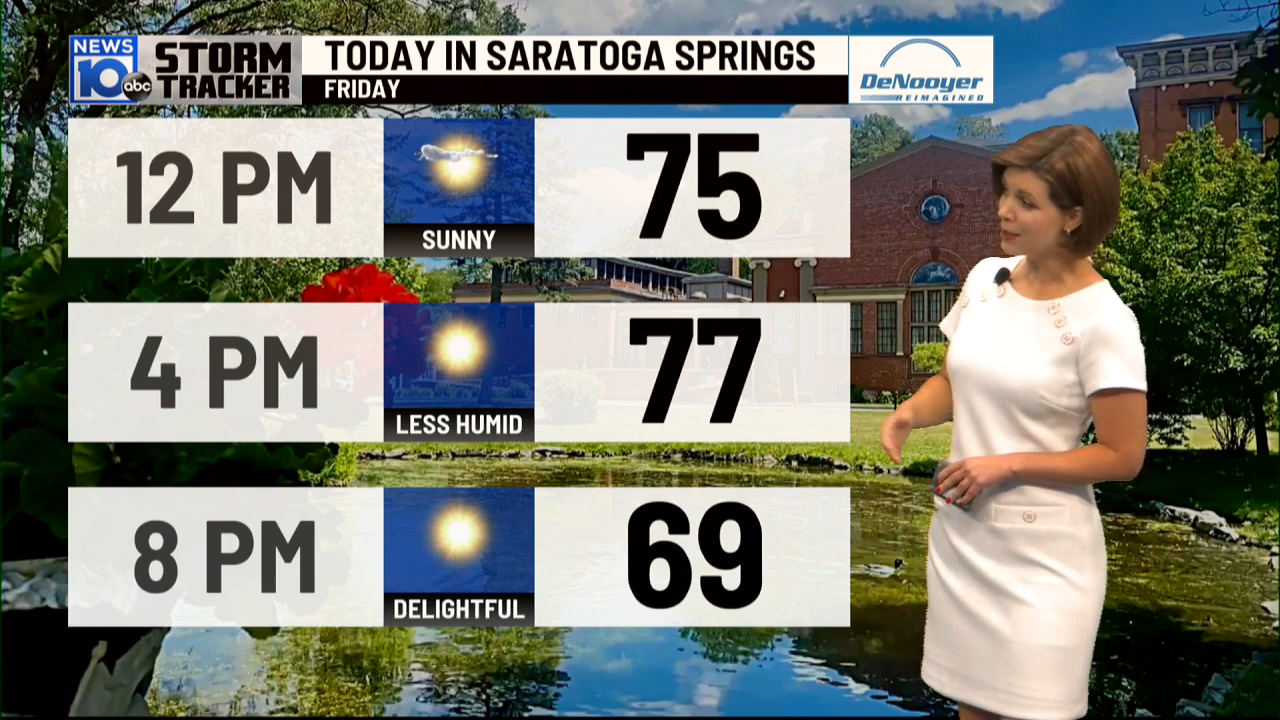 NEWS
10
abc
STORM
TRACKER
TODAY IN SARATOGA SPRINGS
FRIDAY
DeNooyer
REIMAGINED
12 PM
SUNNY
75
4 PM
LESS HUMID
77
8 PM
DELIGHTFUL
69